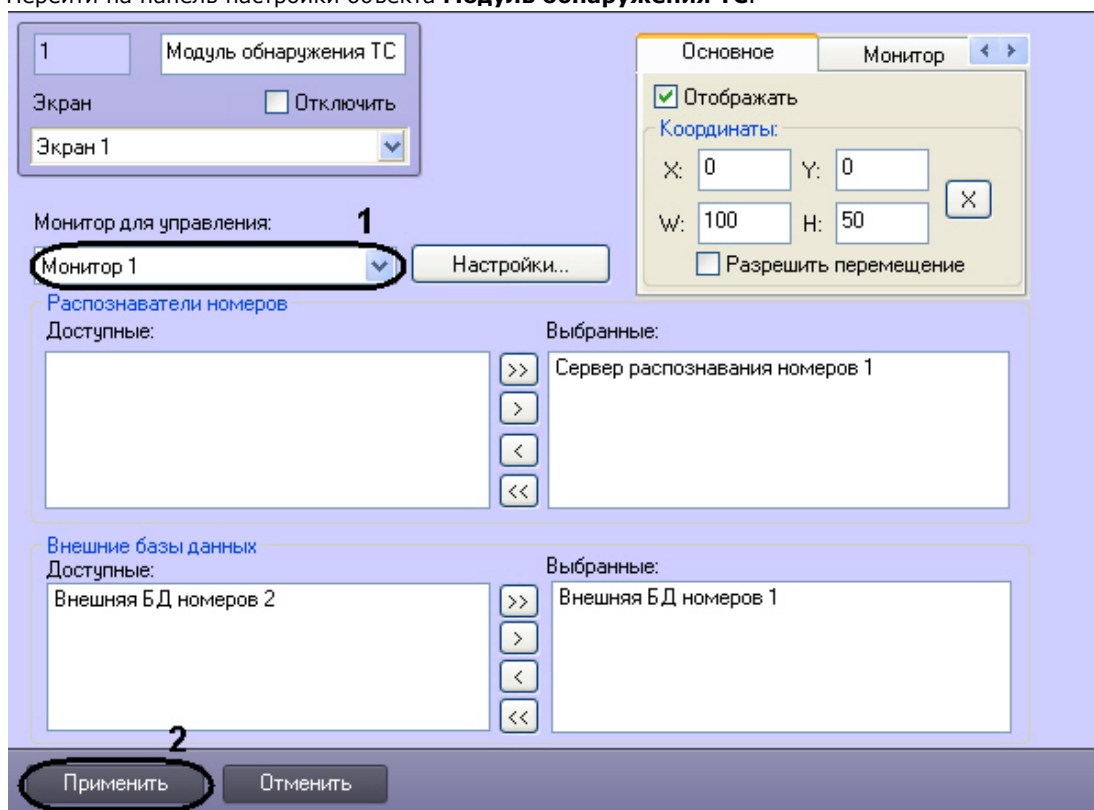 Перейти на панель настройки объекта Модуль обнаружения ТС.
1 Модуль обнаружения ТС
Экран Отключить
Экран 1
Основное Монитор
Отображать
Координаты:
X: 0 Y: 0
X
W: 100 H: 50
Разрешить перемещение
Монитор для управления: 1
Монитор 1 Настройки...
Распознаватели номеров
Доступные: Выбранные:
Сервер распознавания номеров 1
>>
>
<
<<
Внешние базы данных
Доступные: Выбранные:
Внешняя БД номеров 2 >> Внешняя БД номеров 1
>
<
<<
2
Применить Отменить